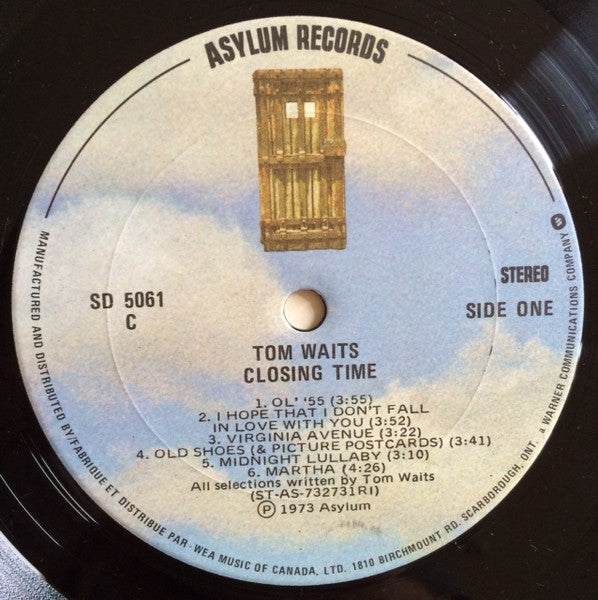 ASYLUM RECORDS
SD 5061
C
STEREO
SIDE ONE
TOM WAITS
CLOSING TIME
1. OL' '55 (3:55)
2. I HOPE THAT I DON'T FALL
IN LOVE WITH YOU (3:52)
3. VIRGINIA AVENUE (3:22)
4. OLD SHOES (& PICTURE POSTCARDS) (3:41)
5. MIDNIGHT LULLABY (3:10)
6. MARTHA (4:26)
All selections written by Tom Waits
(ST-AS-732731RI)
Ⓟ 1973 Asylum
MANUFACTURED AND DISTRIBUTED BY/FABRIQUE ET DISTRIBUE PAR - WEA MUSIC OF CANADA, LTD. 1810 BIRCHMOUNT RD. SCARBOROUGH, ONT. a WARNER COMMUNICATIONS COMPANY